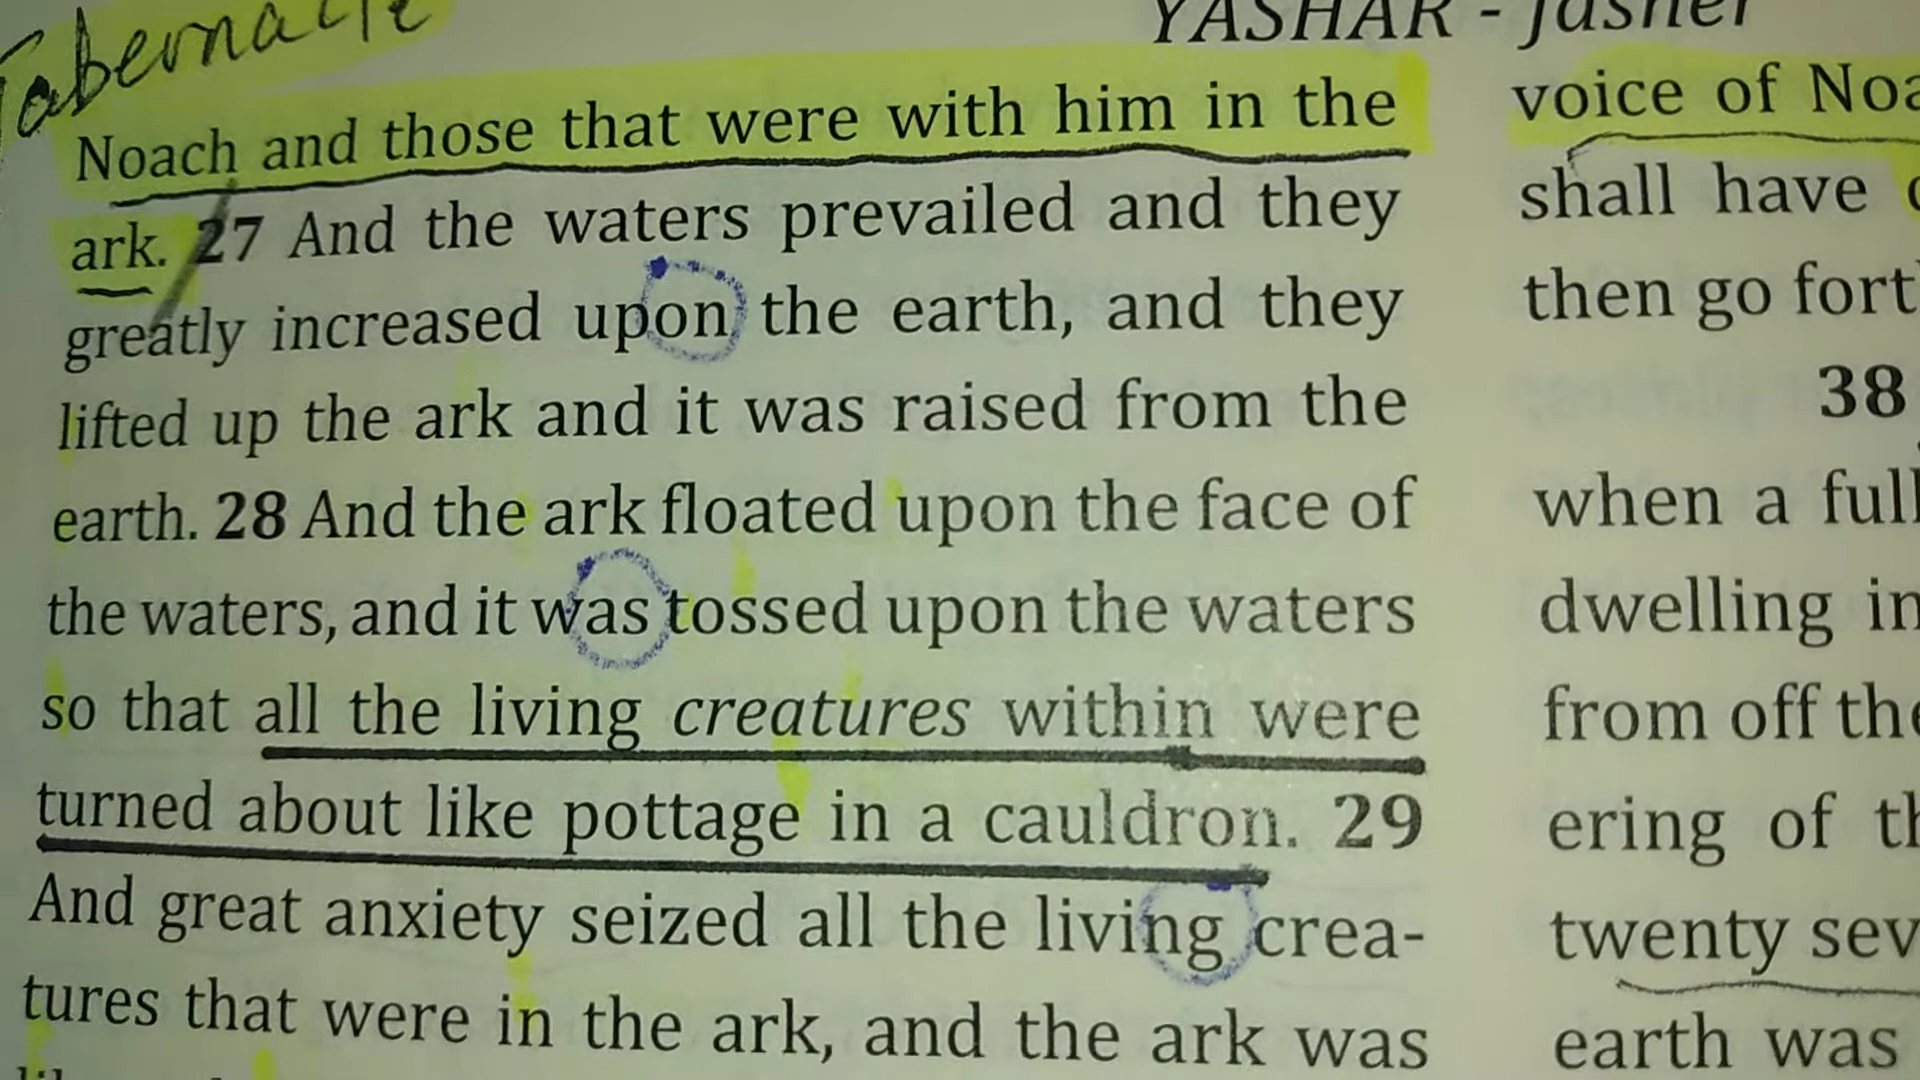 Tabernacle
YASHAR - Jasher
Noach and those that were with him in the
ark. 27 And the waters prevailed and they
greatly increased upon the earth, and they
lifted up the ark and it was raised from the
earth. 28 And the ark floated upon the face of
the waters, and it was tossed upon the waters
so that all the living creatures within were
turned about like pottage in a cauldron. 29
And great anxiety seized all the living crea-
tures that were in the ark, and the ark was
voice of Noa
shall have
then go fort
38
when a full
dwelling in
from off the
ering of th
twenty sev
earth was